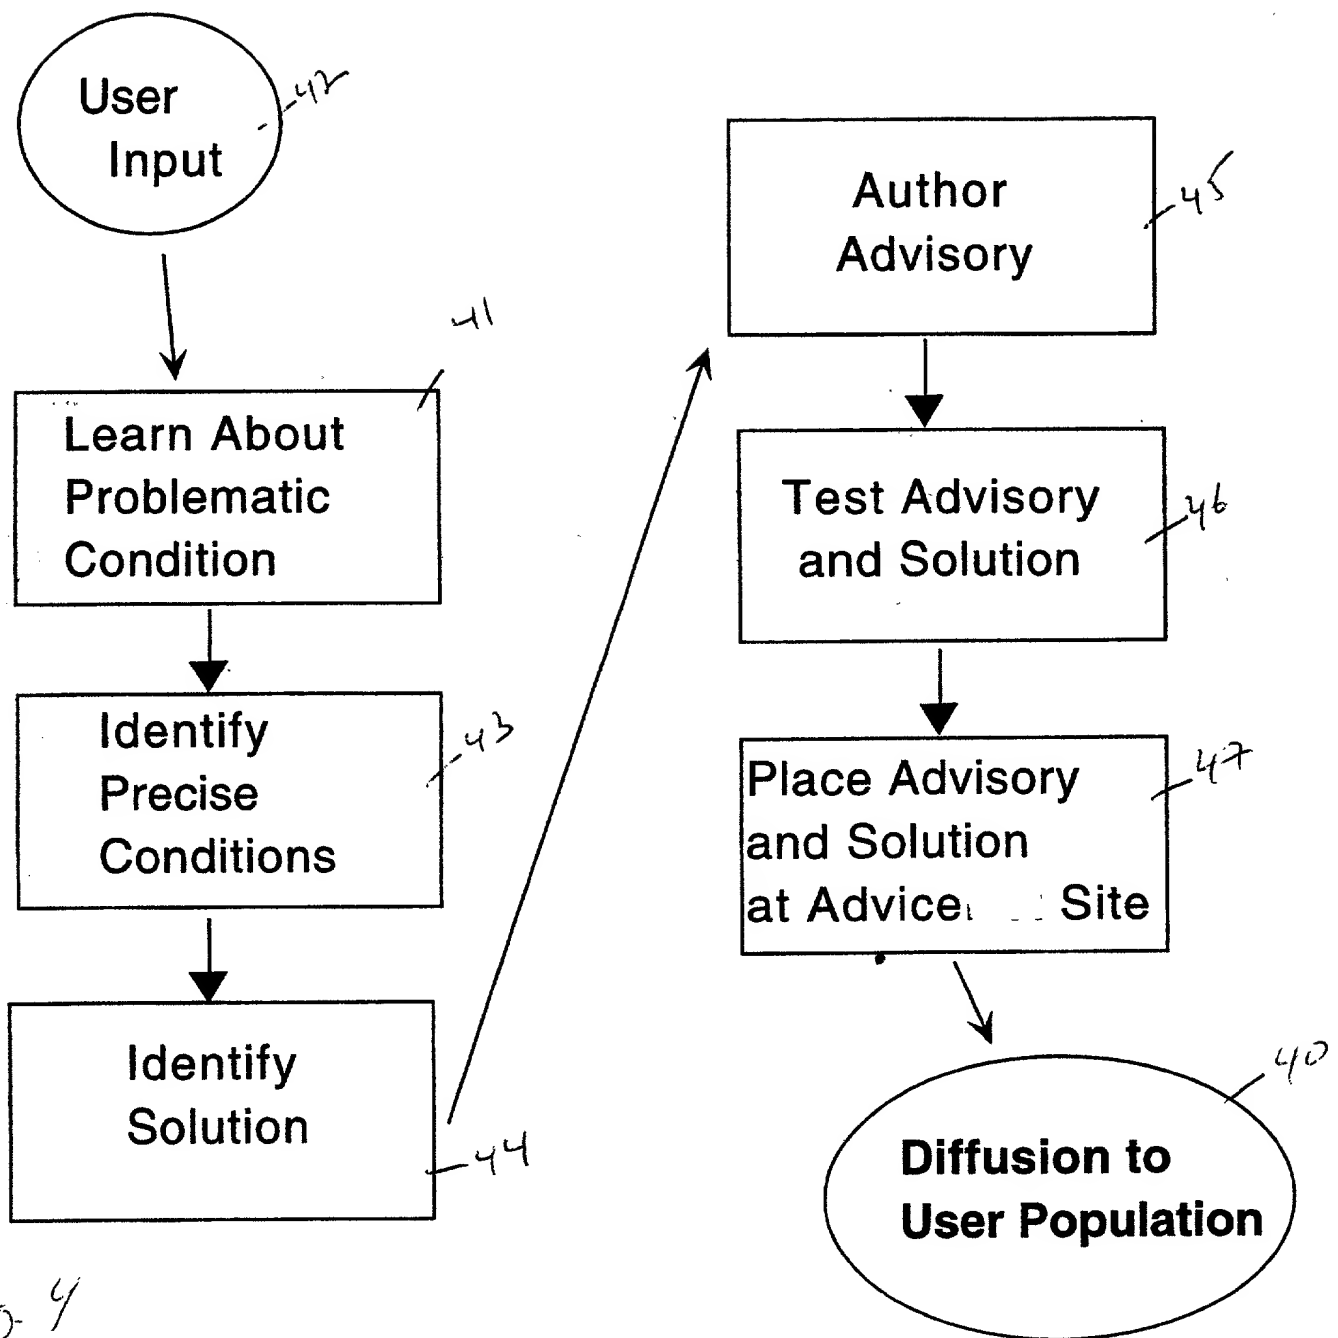 User
Input
42
41
Learn About
Problematic
Condition
Identify
Precise
Conditions
43
Identify
Solution
44
Author
Advisory
45
Test Advisory
and Solution
46
Place Advisory
and Solution
at Advice Site
47
Diffusion to
User Population
40
4